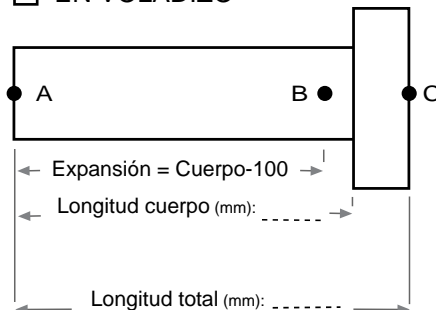 EN VOLADIZO
A
B
C
Expansión = Cuerpo-100
Longitud cuerpo (mm):
Longitud total (mm):